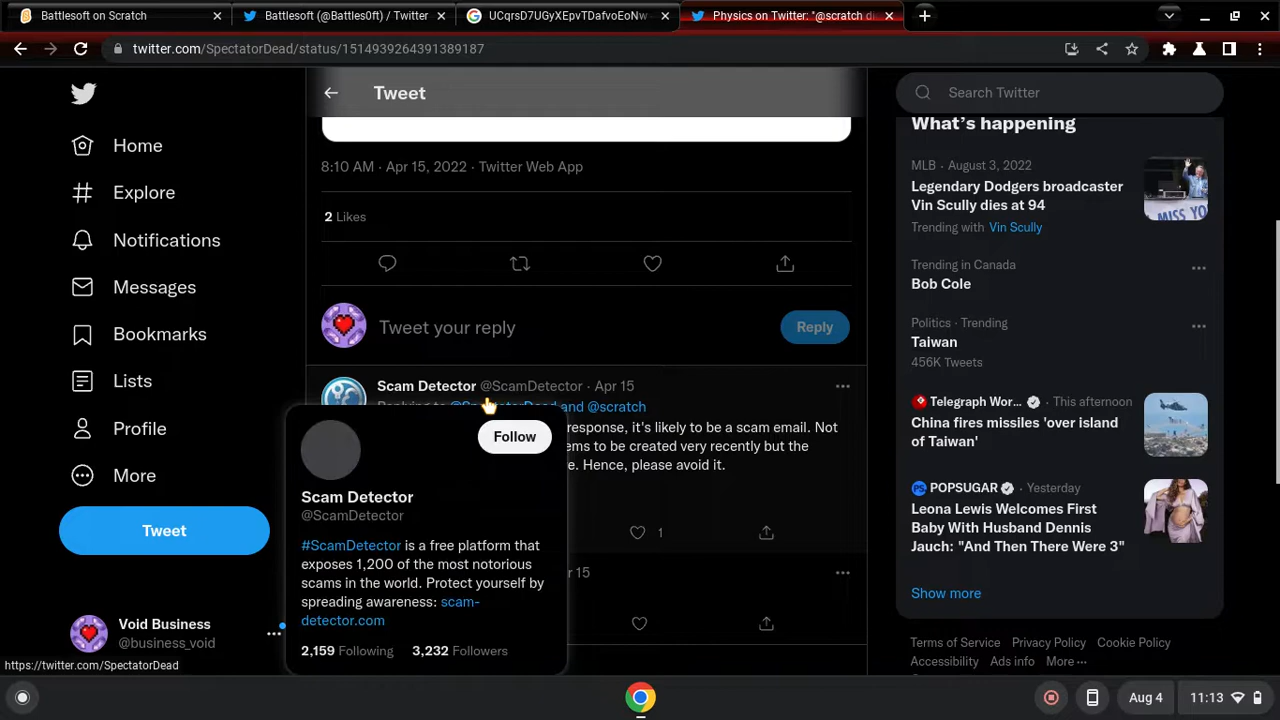 Battlesoft on Scratch
Battlesoft (@Battles0ft) / Twitter
UCqrsD7UGyXEpvTDafvoEoNw
Physics on Twitter: "@scratch di
twitter.com/SpectatorDead/status/1514939264391389187
Home
Explore
Notifications
Messages
Bookmarks
Lists
Profile
More
Tweet
Void Business
@business_void
https://twitter.com/SpectatorDead
Tweet
8:10 AM · Apr 15, 2022 · Twitter Web App
2 Likes
Tweet your reply
Reply
Scam Detector @ScamDetector · Apr 15
Replying to @SpectatorDead and @scratch
response, it's likely to be a scam email. Not
ems to be created very recently but the
e. Hence, please avoid it.
1
r 15
Follow
Scam Detector
@ScamDetector
#ScamDetector is a free platform that
exposes 1,200 of the most notorious
scams in the world. Protect yourself by
spreading awareness: scam-
detector.com
2,159 Following 3,232 Followers
Search Twitter
What's happening
MLB · August 3, 2022
Legendary Dodgers broadcaster
Vin Scully dies at 94
Trending with Vin Scully
Trending in Canada
Bob Cole
Politics · Trending
Taiwan
456K Tweets
Telegraph Wor... · This afternoon
China fires missiles 'over island
of Taiwan'
POPSUGAR · Yesterday
Leona Lewis Welcomes First
Baby With Husband Dennis
Jauch: "And Then There Were 3"
Show more
Terms of Service Privacy Policy Cookie Policy
Accessibility Ads info More ···
Aug 4
11:13